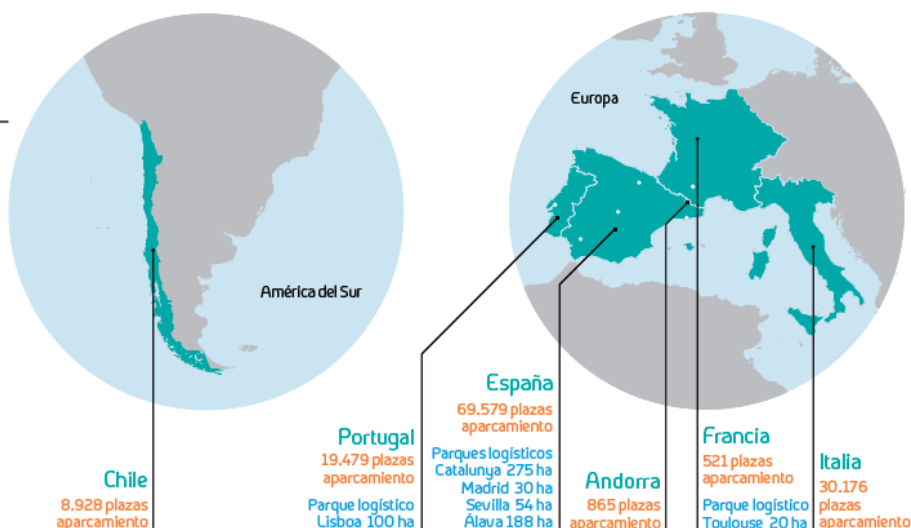 América del Sur
Europa
Chile
8.928 plazas
aparcamiento
Portugal
19.479 plazas
aparcamiento
Parque logístico
Lisboa 100 ha
España
69.579 plazas
aparcamiento
Parques logísticos
Catalunya 275 ha
Madrid 30 ha
Sevilla 54 ha
Álava 188 ha
Andorra
865 plazas
aparcamiento
Francia
521 plazas
aparcamiento
Parque logístico
Toulouse 20 ha
Italia
30.176
plazas
aparcamiento